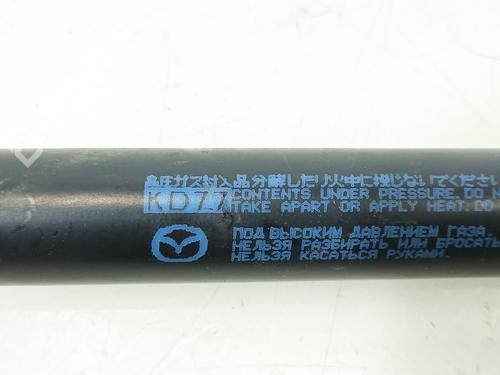 高圧ガス封入品分解したり火中に投じないでください
KD77
CONTENTS UNDER PRESSURE.DO
TAKE APART OR APPLY HEAT.DO
ПОД ВЫСОКИМ ДАВЛЕНИЕМ ГАЗА.
НЕЛЬЗЯ РАЗБИРАТЬ ИЛИ БРОСАТЬ
НЕЛЬЗЯ КАСАТЬСЯ РУКАМИ.